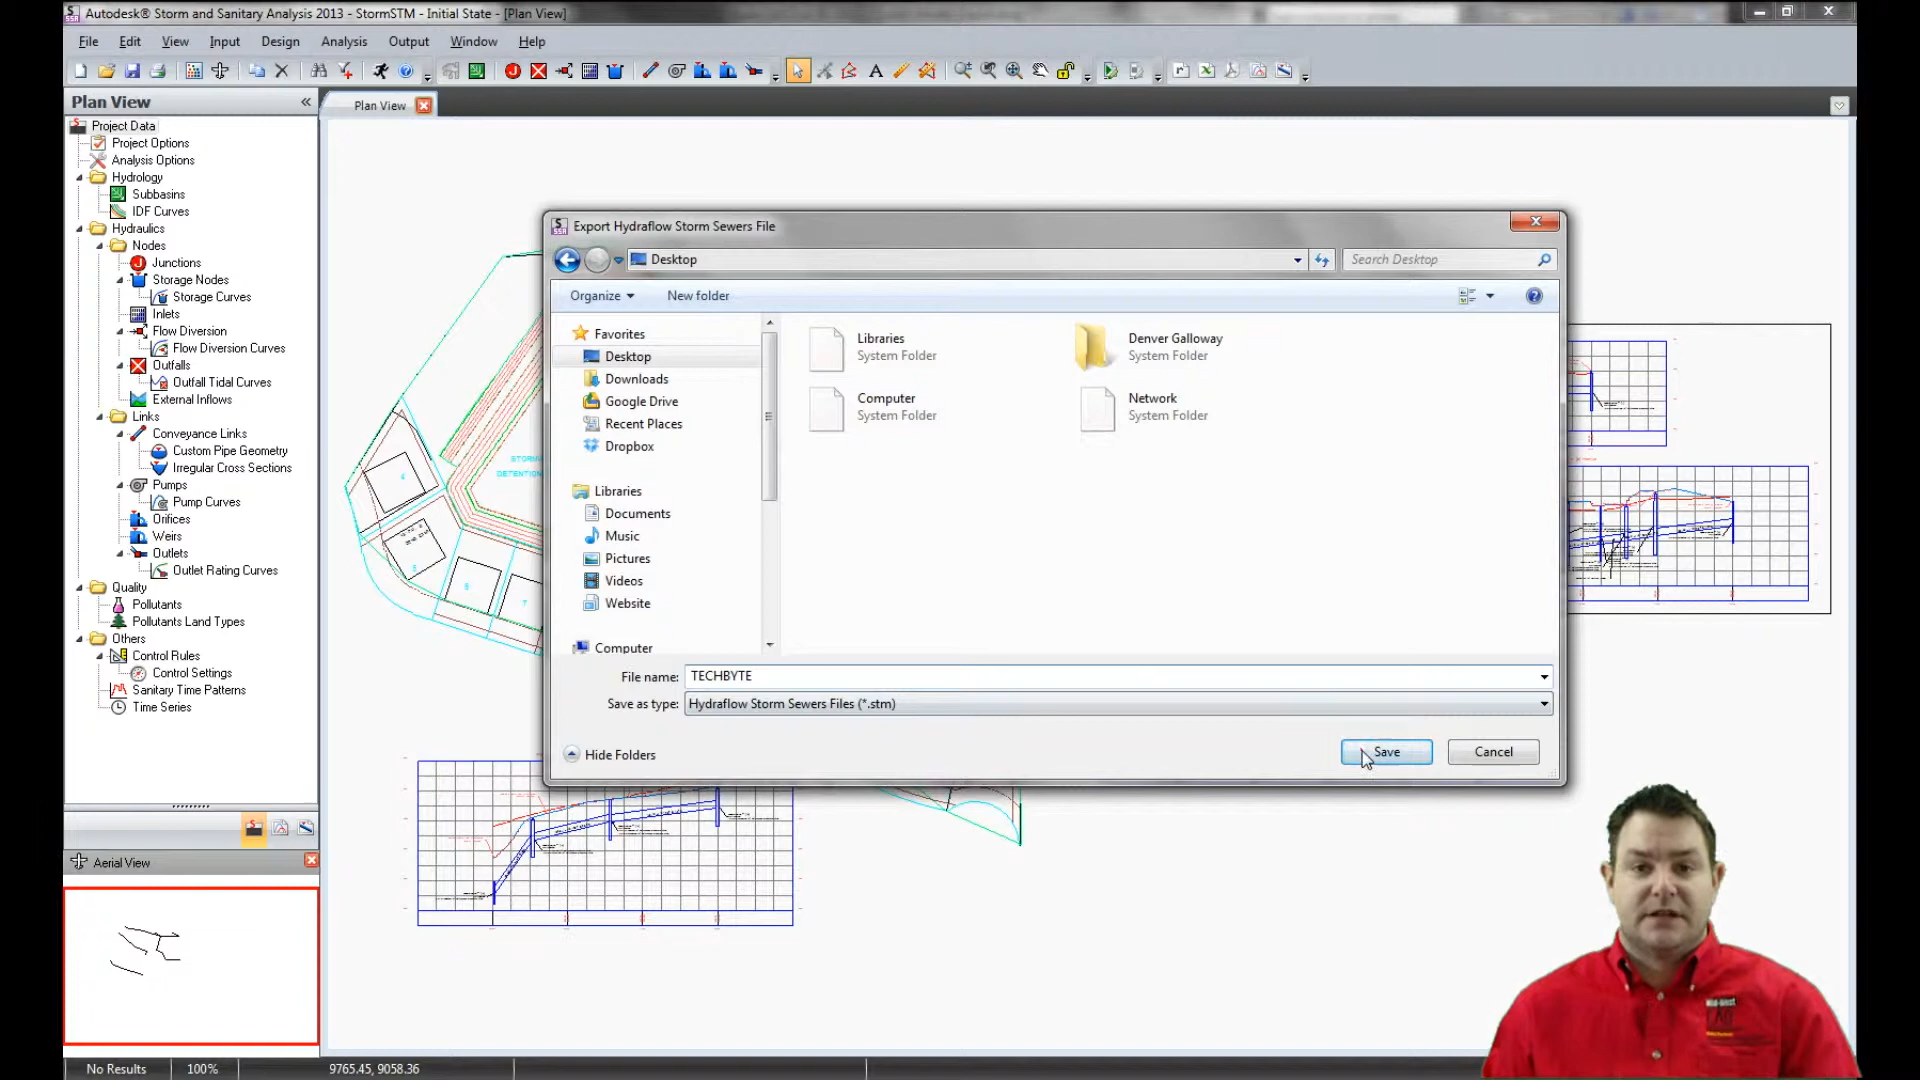 Autodesk® Storm and Sanitary Analysis 2013 - StormSTM - Initial State - [Plan View]
File Edit View Input Design Analysis Output Window Help
Plan View
Plan View
Project Data
Project Options
Analysis Options
Hydrology
Subbasins
IDF Curves
Hydraulics
Nodes
Junctions
Storage Nodes
Storage Curves
Inlets
Flow Diversion
Flow Diversion Curves
Outfalls
Outfall Tidal Curves
External Inflows
Links
Conveyance Links
Custom Pipe Geometry
Irregular Cross Sections
Pumps
Pump Curves
Orifices
Weirs
Outlets
Outlet Rating Curves
Quality
Pollutants
Pollutants Land Types
Others
Control Rules
Control Settings
Sanitary Time Patterns
Time Series
Aerial View
Export Hydraflow Storm Sewers File
Desktop
Search Desktop
Organize New folder
Favorites
Desktop
Downloads
Google Drive
Recent Places
Dropbox
Libraries
Documents
Music
Pictures
Videos
Website
Computer
Libraries
System Folder
Denver Galloway
System Folder
Computer
System Folder
Network
System Folder
File name: TECHBYTE
Save as type: Hydraflow Storm Sewers Files (*.stm)
Hide Folders
Save Cancel
No Results 100% 9765.45, 9058.36